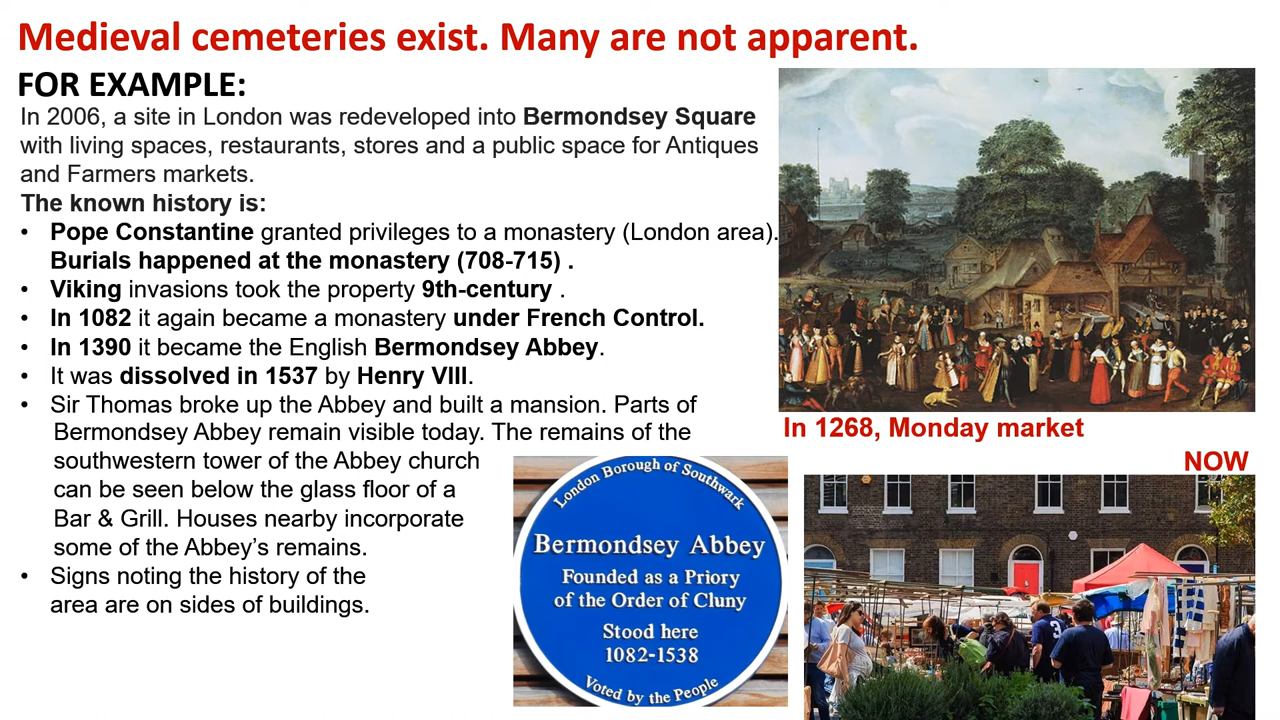 Medieval cemeteries exist. Many are not apparent.
FOR EXAMPLE:
In 2006, a site in London was redeveloped into Bermondsey Square
with living spaces, restaurants, stores and a public space for Antiques
and Farmers markets.
The known history is:
• Pope Constantine granted privileges to a monastery (London area).
Burials happened at the monastery (708-715) .
• Viking invasions took the property 9th-century .
• In 1082 it again became a monastery under French Control.
• In 1390 it became the English Bermondsey Abbey.
• It was dissolved in 1537 by Henry VIII.
• Sir Thomas broke up the Abbey and built a mansion. Parts of
Bermondsey Abbey remain visible today. The remains of the
southwestern tower of the Abbey church
can be seen below the glass floor of a
Bar & Grill. Houses nearby incorporate
some of the Abbey's remains.
• Signs noting the history of the
area are on sides of buildings.
In 1268, Monday market
NOW
London Borough of Southwark
Bermondsey Abbey
Founded as a Priory
of the Order of Cluny
Stood here
1082-1538
Voted by the People
3